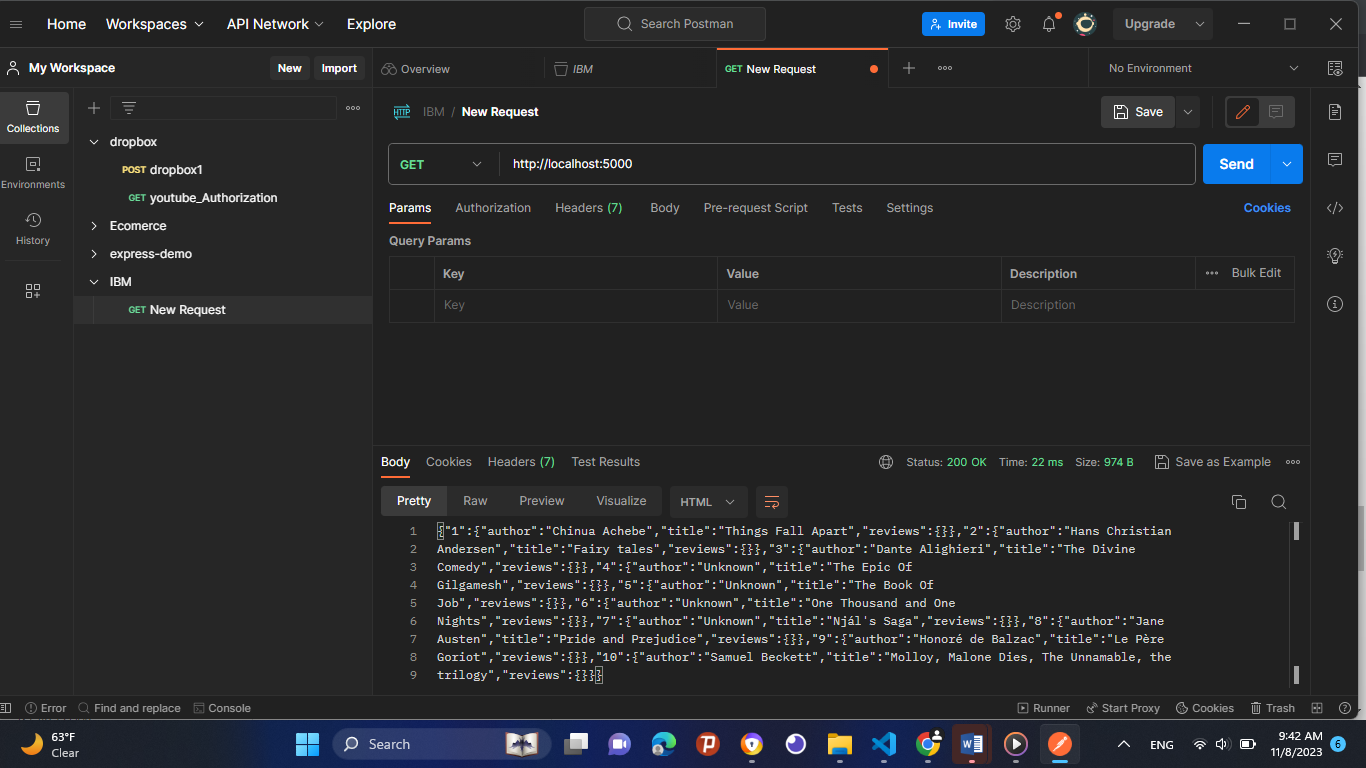 Home Workspaces API Network Explore Search Postman Invite Upgrade
My Workspace New Import Overview IBM GET New Request No Environment
Collections
Environments
History
dropbox
POST dropbox1
GET youtube_Authorization
Ecomerce
express-demo
IBM
GET New Request
HTTP IBM / New Request Save
GET http://localhost:5000 Send
Params Authorization Headers (7) Body Pre-request Script Tests Settings Cookies
Query Params
Key Value Description Bulk Edit
Key Value Description
Body Cookies Headers (7) Test Results Status: 200 OK Time: 22 ms Size: 974 B Save as Example
Pretty Raw Preview Visualize HTML
1 {"1":{"author":"Chinua Achebe","title":"Things Fall Apart","reviews":{}},"2":{"author":"Hans Christian
2 Andersen","title":"Fairy tales","reviews":{}},"3":{"author":"Dante Alighieri","title":"The Divine
3 Comedy","reviews":{}},"4":{"author":"Unknown","title":"The Epic Of
4 Gilgamesh","reviews":{}},"5":{"author":"Unknown","title":"The Book Of
5 Job","reviews":{}},"6":{"author":"Unknown","title":"One Thousand and One
6 Nights","reviews":{}},"7":{"author":"Unknown","title":"Njál's Saga","reviews":{}},"8":{"author":"Jane
7 Austen","title":"Pride and Prejudice","reviews":{}},"9":{"author":"Honoré de Balzac","title":"Le Père
8 Goriot","reviews":{}},"10":{"author":"Samuel Beckett","title":"Molloy, Malone Dies, The Unnamable, the
9 trilogy","reviews":{}}}
Error Find and replace Console Runner Start Proxy Cookies Trash
63°F
Clear
Search
ENG
9:42 AM
11/8/2023
6